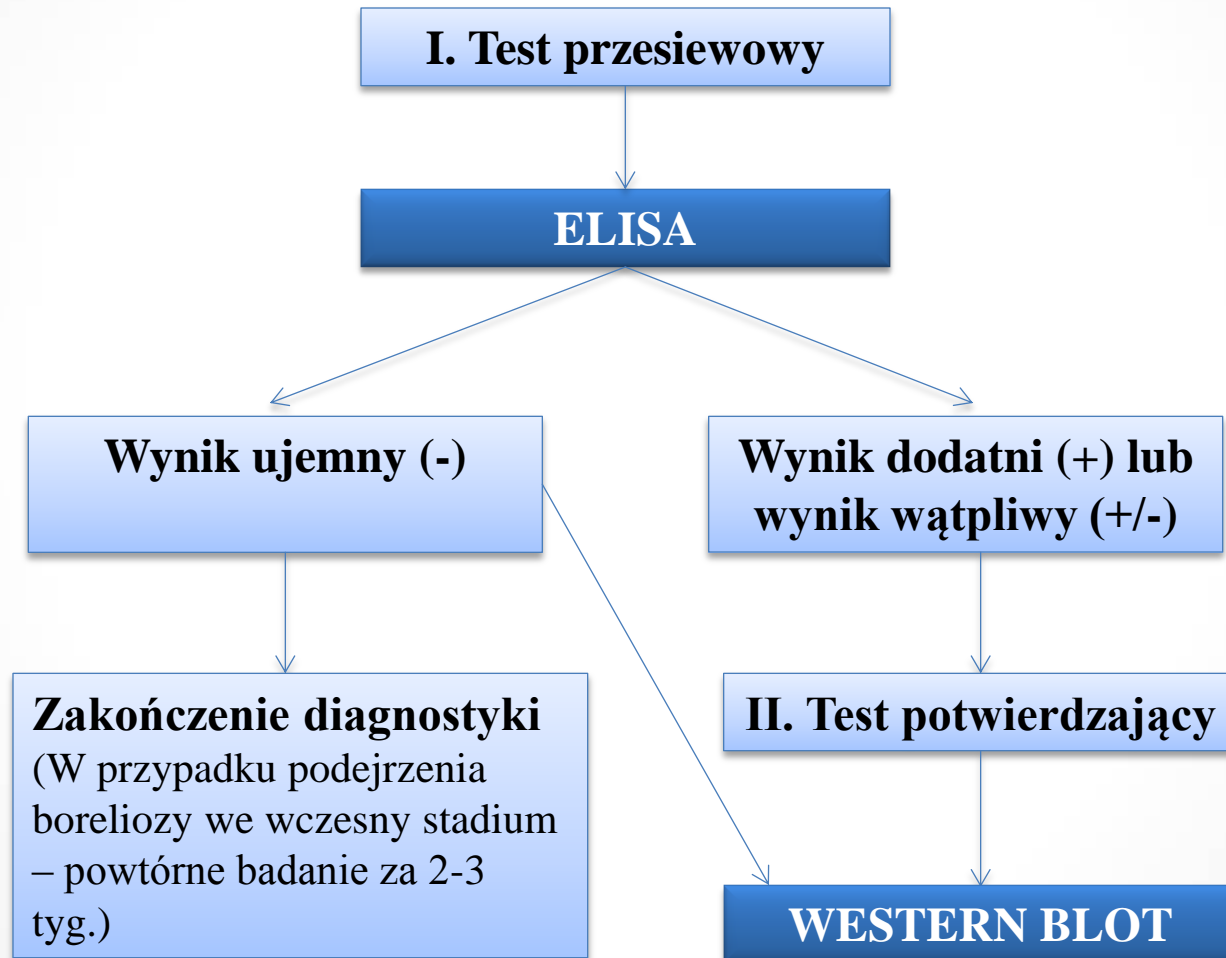 I. Test przesiewowy
ELISA
Wynik ujemny (-)
Wynik dodatni (+) lub
wynik wątpliwy (+/-)
Zakończenie diagnostyki
(W przypadku podejrzenia
boreliozy we wczesny stadium
– powtórne badanie za 2-3
tyg.)
II. Test potwierdzający
WESTERN BLOT